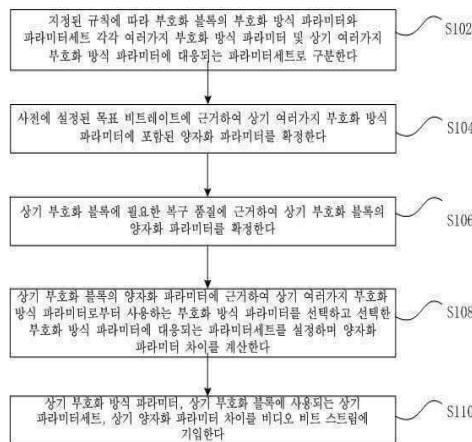 지정된 규칙에 따라 부호화 블록의 부호화 방식 파라미터와
파라미터세트 각각 여러가지 부호화 방식 파라미터 및 상기 여러가지
부호화 방식 파라미터에 대응되는 파라미터세트로 구분한다
S102
사전에 설정된 목표 비트레이트에 근거하여 상기 여러가지 부호화 방식
파라미터에 포함된 양자화 파라미터를 확정한다
S104
상기 부호화 블록에 필요한 복구 품질에 근거하여 상기 부호화 블록의
양자화 파라미터를 확정한다
S106
상기 부호화 블록의 양자화 파라미터에 근거하여 상기 여러가지 부호화
방식 파라미터로부터 사용하는 부호화 방식 파라미터를 선택하고 선택한
부호화 방식 파라미터에 대응되는 파라미터세트를 설정하며 양자화
파라미터 차이를 계산한다
S108
상기 부호화 방식 파라미터, 상기 부호화 블록에 사용되는 상기
파라미터세트, 상기 양자화 파라미터 차이를 비디오 비트 스트림에
기입한다
S110